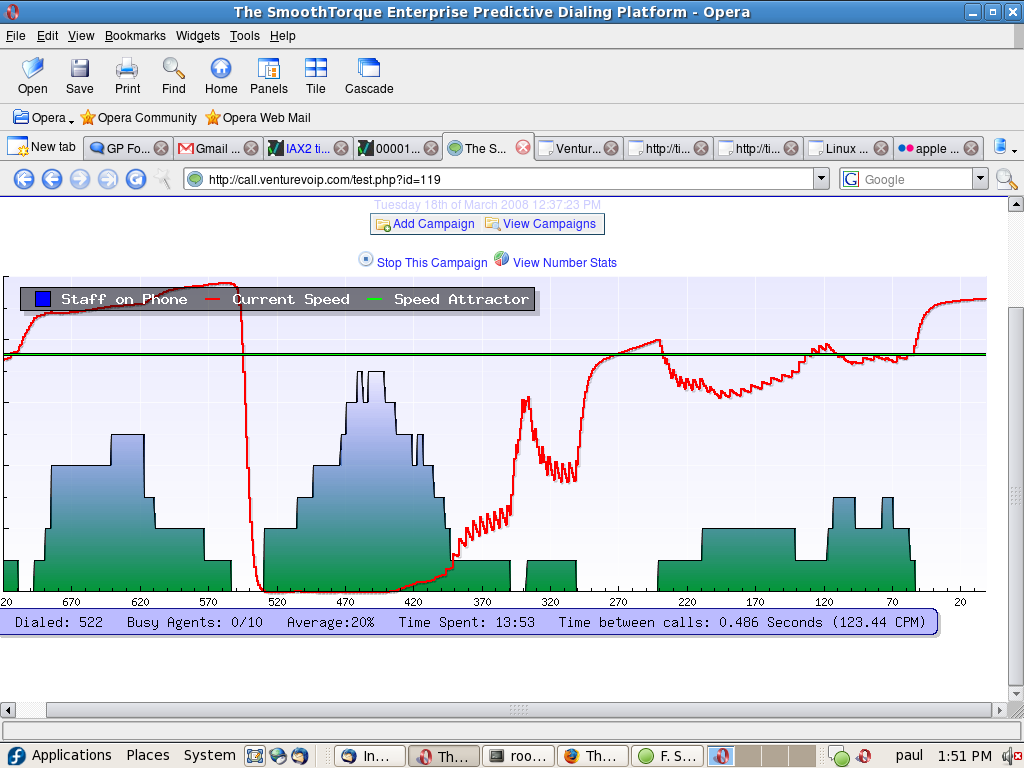 The SmoothTorque Enterprise Predictive Dialing Platform - Opera
File Edit View Bookmarks Widgets Tools Help
Open Save Print Find Home Panels Tile Cascade
Opera Opera Community Opera Web Mail
New tab GP Fo... Gmail ... IAX2 ti... 00001... The S... Ventur... http://ti... http://ti... Linux ... apple ...
http://call.venturevoip.com/test.php?id=119 Google
Tuesday 18th of March 2008 12:37:23 PM
Add Campaign View Campaigns
Stop This Campaign View Number Stats
Staff on Phone Current Speed Speed Attractor
20 670 620 570 520 470 420 370 320 270 220 170 120 70 20
Dialed: 522 Busy Agents: 0/10 Average:20% Time Spent: 13:53 Time between calls: 0.486 Seconds (123.44 CPM)
Applications Places System In... Th... roo... Th... F. S... paul 1:51 PM